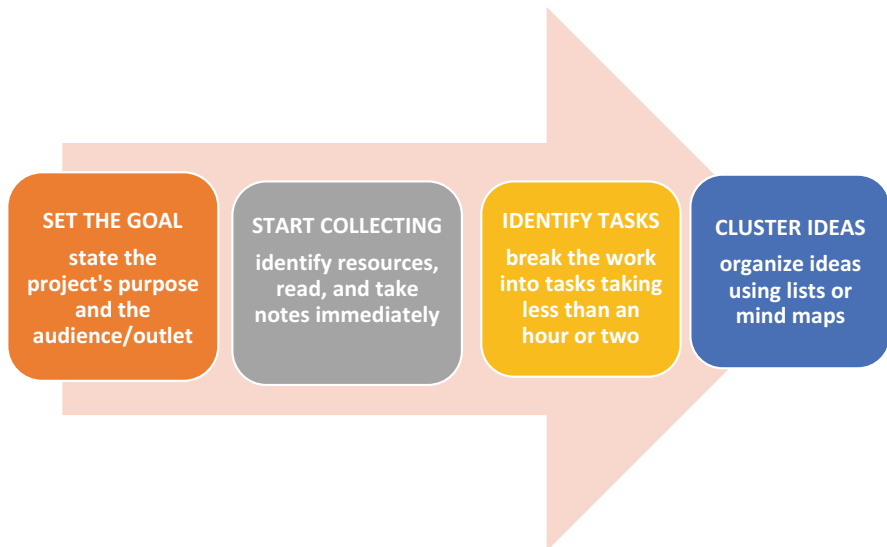 SET THE GOAL
state the
project's purpose
and the
audience/outlet
START COLLECTING
identify resources,
read, and take
notes immediately
IDENTIFY TASKS
break the work
into tasks taking
less than an
hour or two
CLUSTER IDEAS
organize ideas
using lists or
mind maps